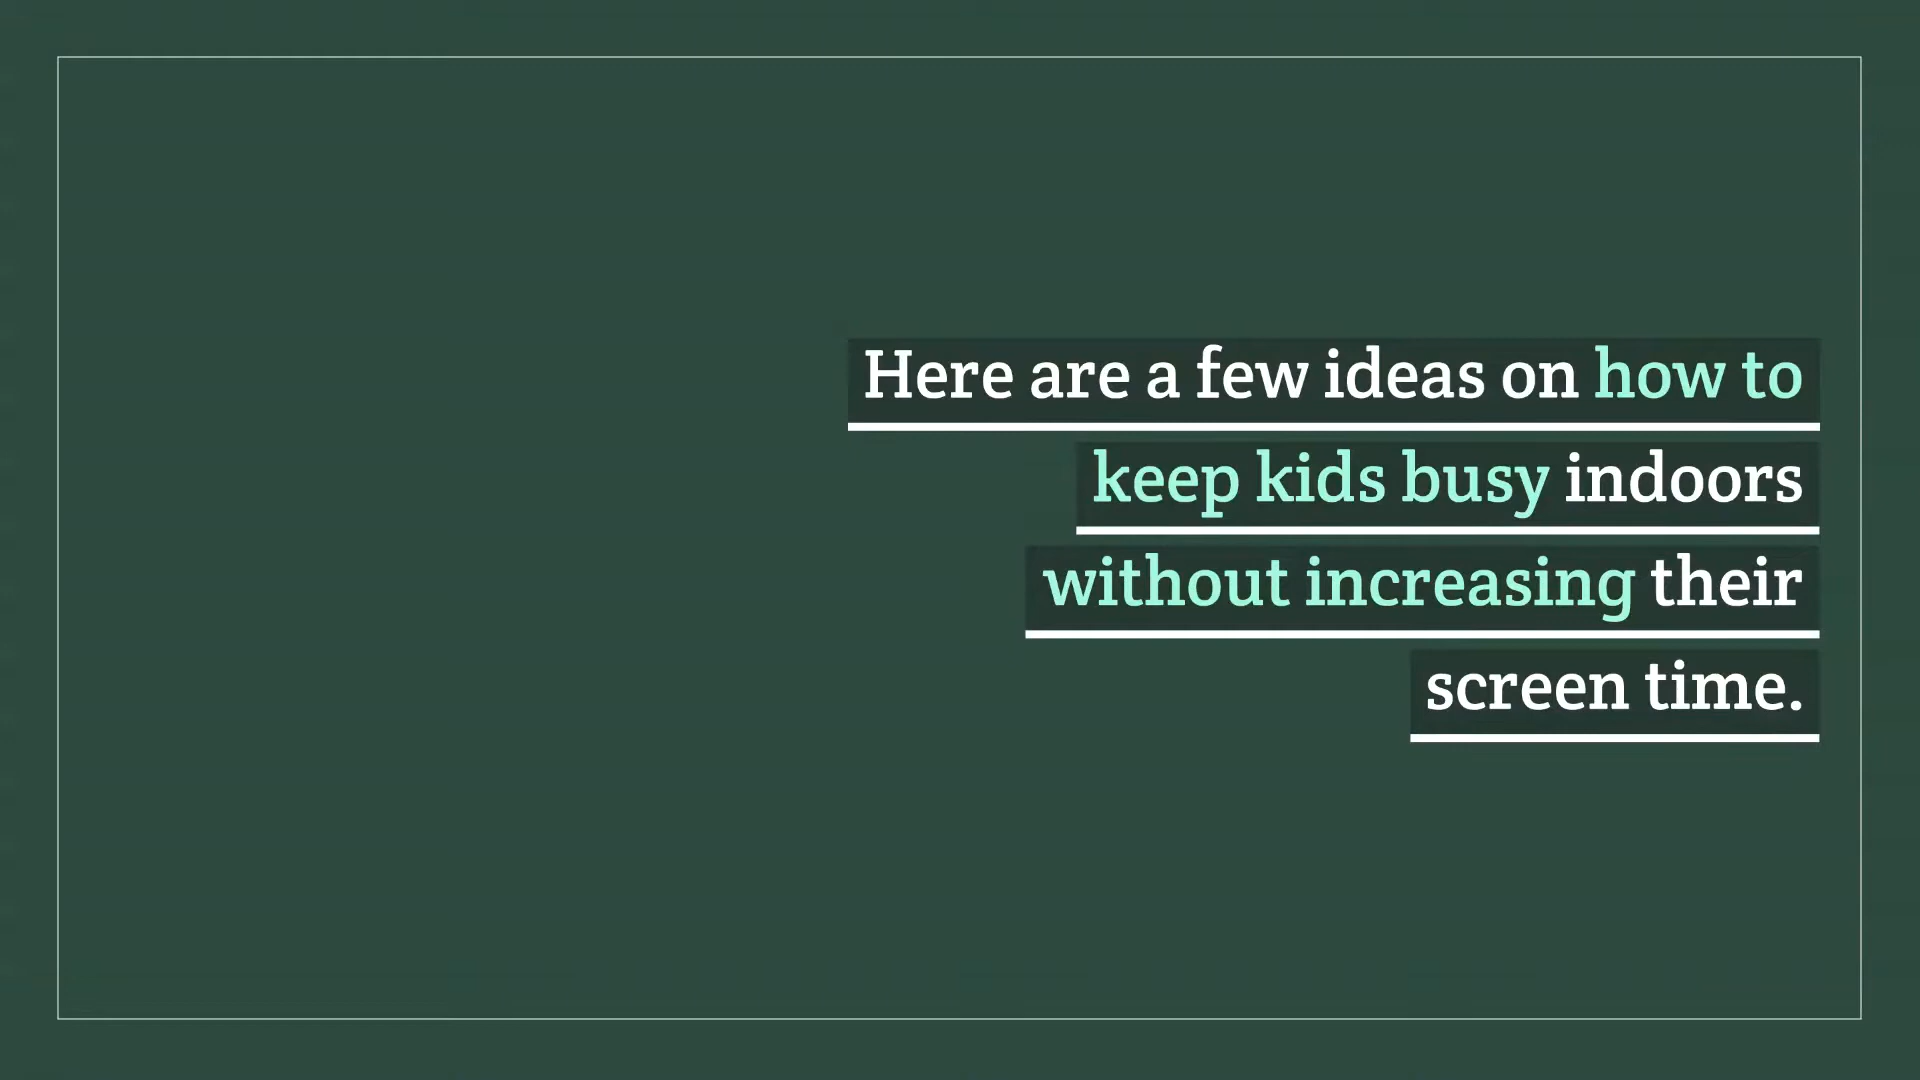 Here are a few ideas on how to
keep kids busy indoors
without increasing their
screen time.